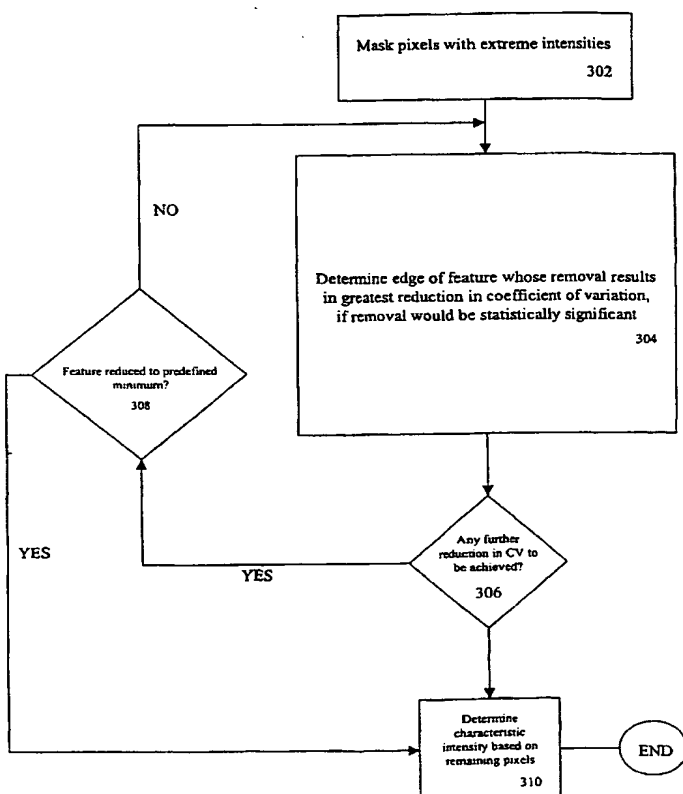 Mask pixels with extreme intensities
302
NO
Determine edge of feature whose removal results
in greatest reduction in coefficient of variation,
if removal would be statistically significant
304
Feature reduced to predefined
minimum?
308
YES
Any further
reduction in CV to
be achieved?
306
YES
Determine
characteristic
intensity based on
remaining pixels
310
END